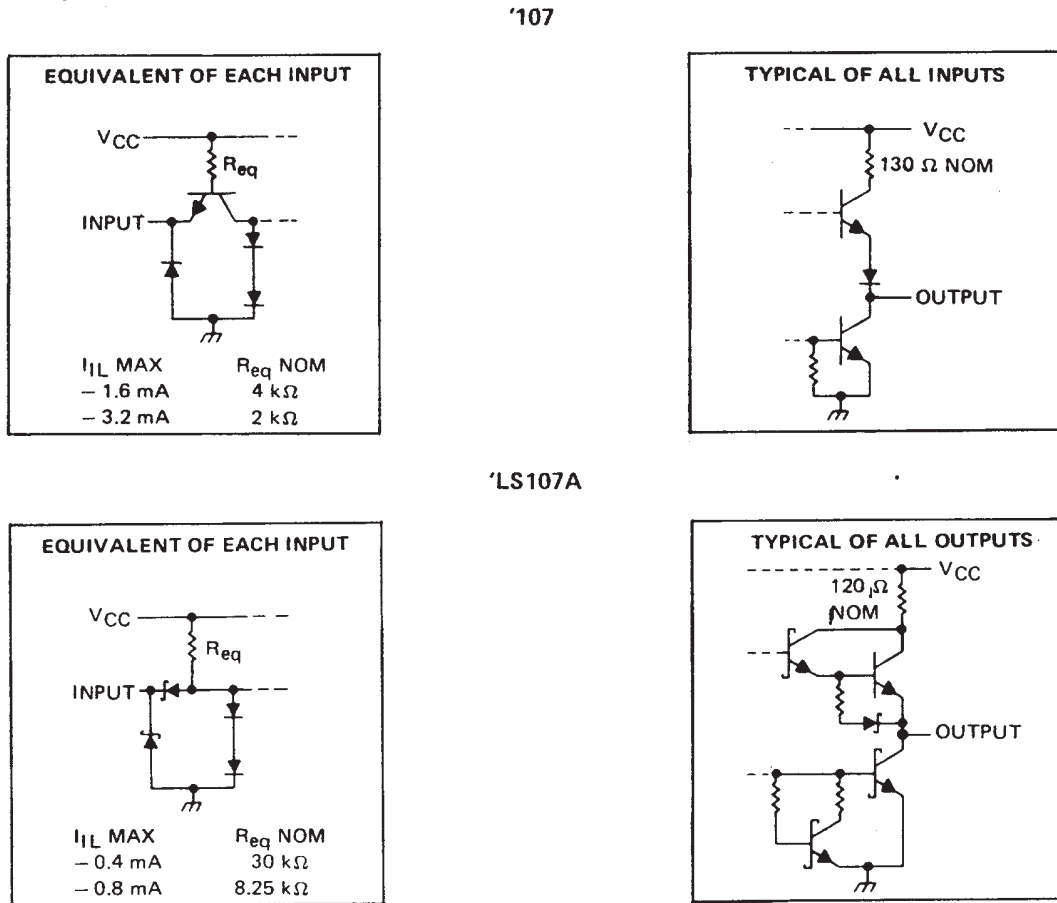 '107
EQUIVALENT OF EACH INPUT
VCC
Req
INPUT
IIL MAX Req NOM
– 1.6 mA 4 kΩ
– 3.2 mA 2 kΩ
TYPICAL OF ALL INPUTS
VCC
130 Ω NOM
OUTPUT
'LS107A
EQUIVALENT OF EACH INPUT
VCC
Req
INPUT
IIL MAX Req NOM
– 0.4 mA 30 kΩ
– 0.8 mA 8.25 kΩ
TYPICAL OF ALL OUTPUTS
VCC
120 Ω
NOM
OUTPUT